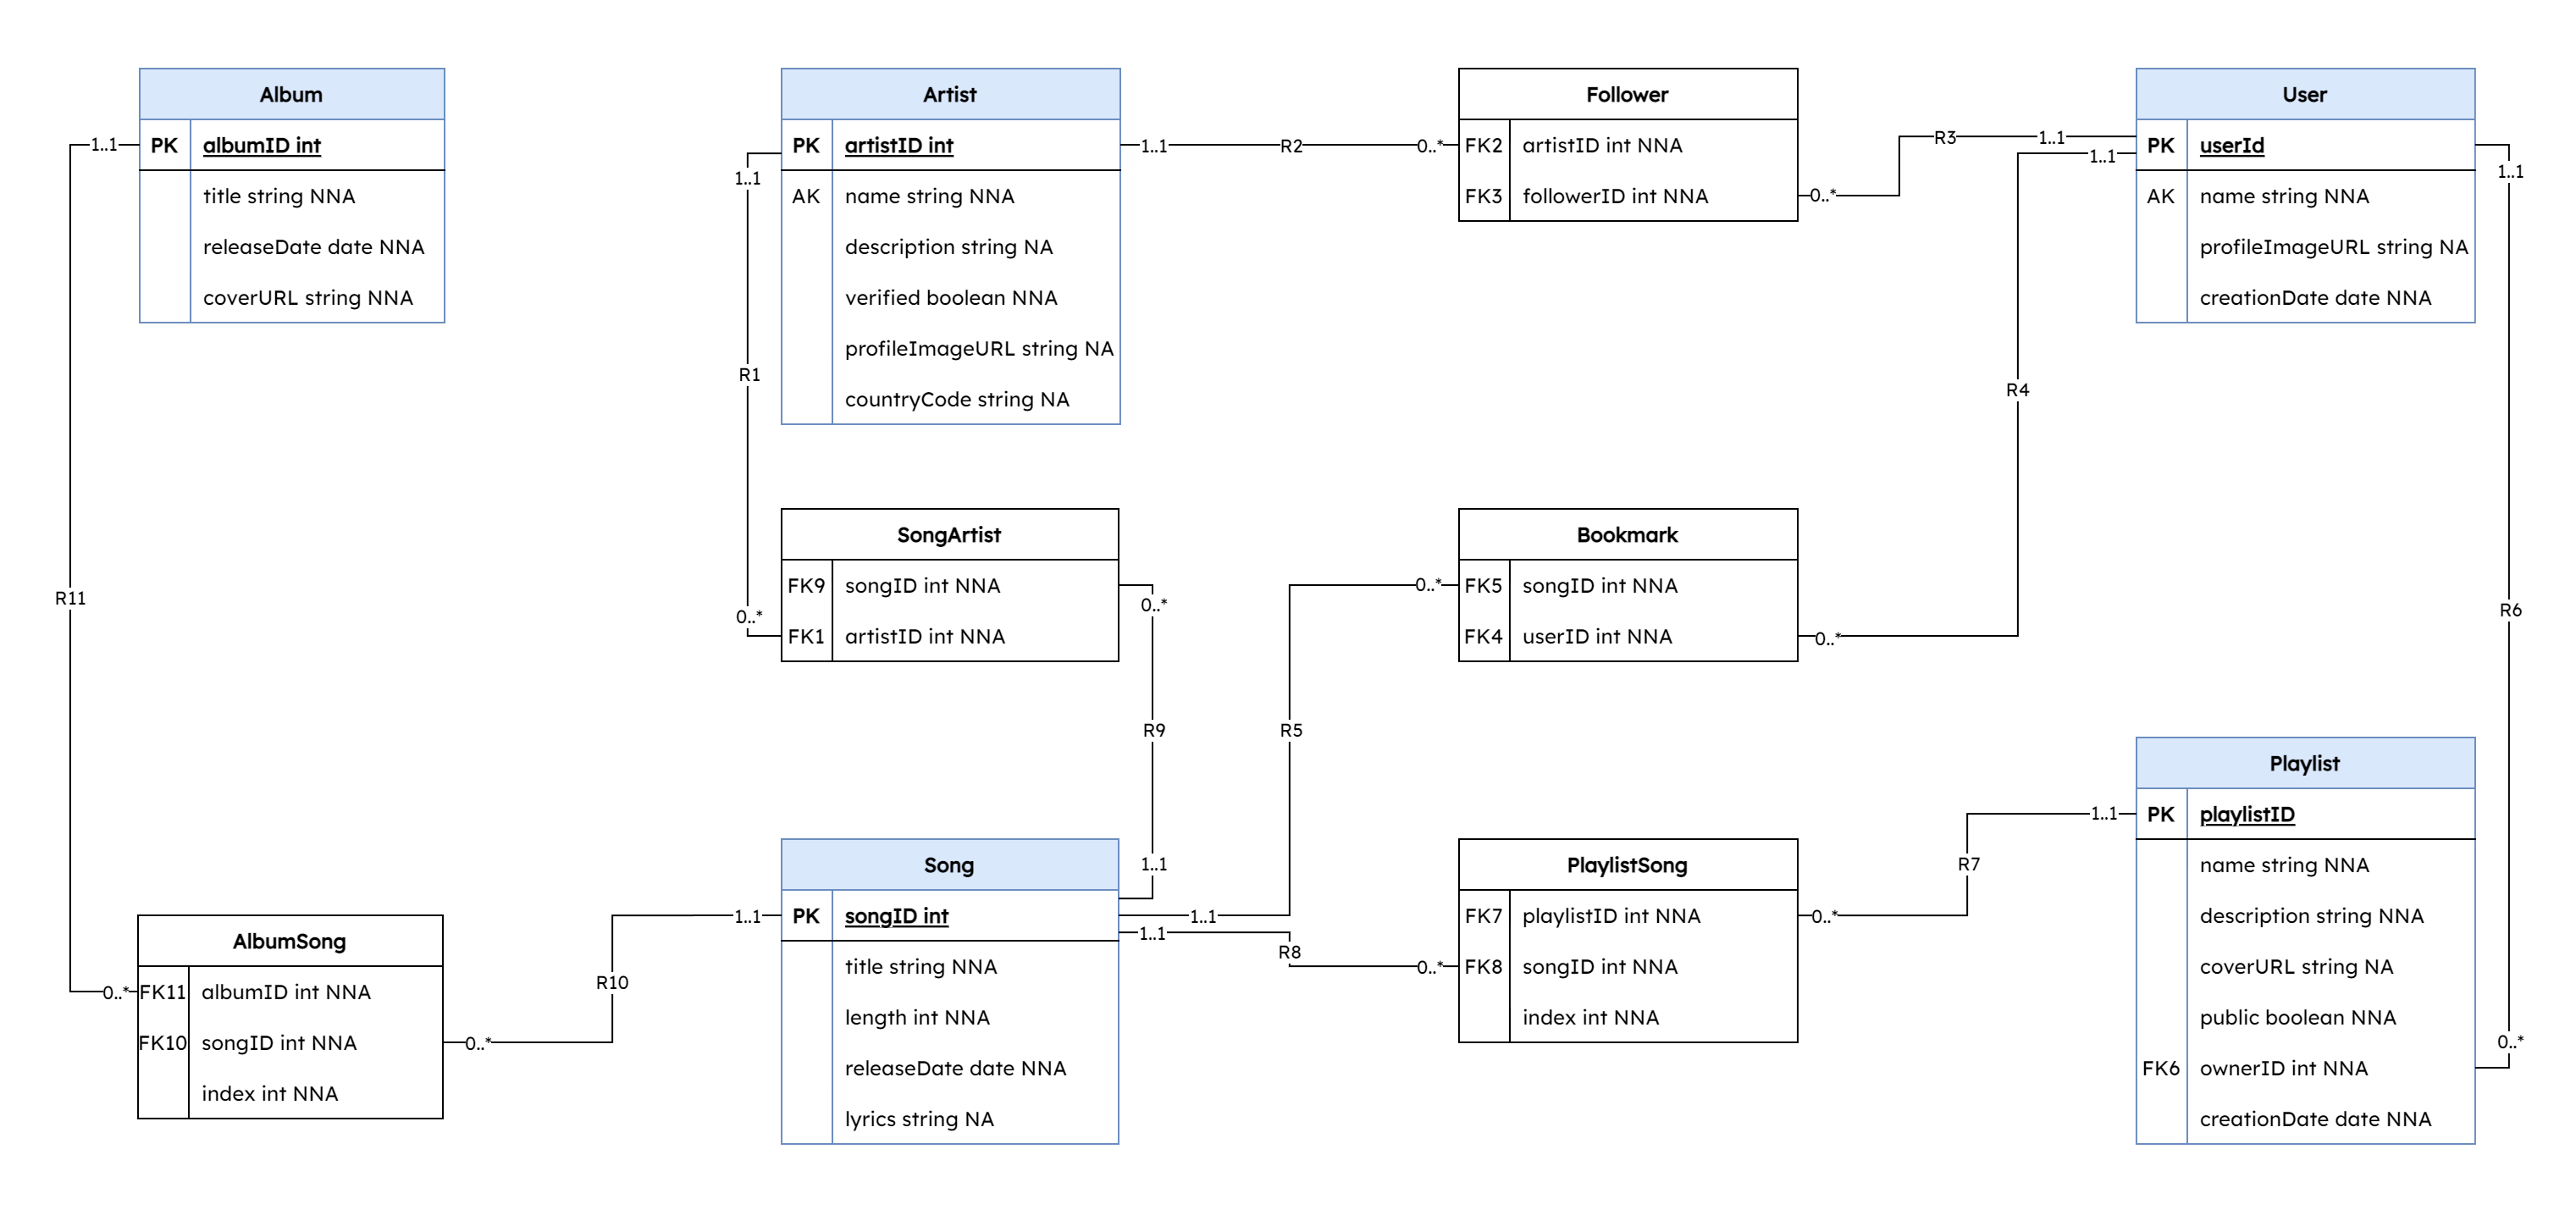 Album
PK albumID int
title string NNA
releaseDate date NNA
coverURL string NNA
1..1
R11
0..*
Artist
PK artistID int
AK name string NNA
description string NA
verified boolean NNA
profileImageURL string NA
countryCode string NA
1..1
R1
0..*
1..1
R2
0..*
Follower
FK2 artistID int NNA
FK3 followerID int NNA
0..*
R3
1..1
1..1
R4
0..*
User
PK userId
AK name string NNA
profileImageURL string NA
creationDate date NNA
1..1
R6
0..*
SongArtist
FK9 songID int NNA
FK1 artistID int NNA
0..*
R9
1..1
Bookmark
FK5 songID int NNA
FK4 userID int NNA
0..*
R5
1..1
AlbumSong
FK11 albumID int NNA
FK10 songID int NNA
index int NNA
0..*
R10
1..1
Song
PK songID int
title string NNA
length int NNA
releaseDate date NNA
lyrics string NA
1..1
R8
0..*
PlaylistSong
FK7 playlistID int NNA
FK8 songID int NNA
index int NNA
0..*
R7
1..1
Playlist
PK playlistID
name string NNA
description string NNA
coverURL string NA
public boolean NNA
FK6 ownerID int NNA
creationDate date NNA